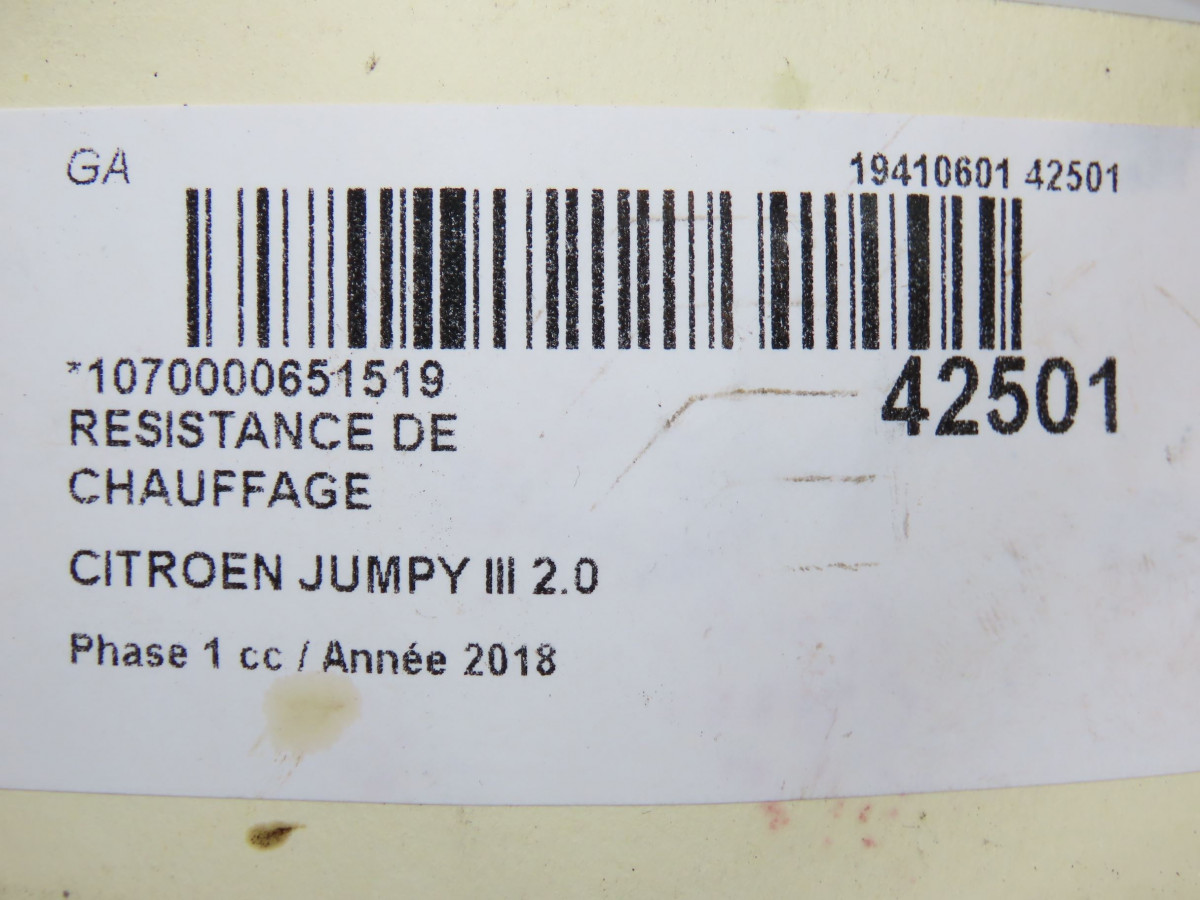 GA
19410601 42501
*1070000651519
42501
RESISTANCE DE
CHAUFFAGE
CITROEN JUMPY III 2.0
Phase 1 cc / Année 2018